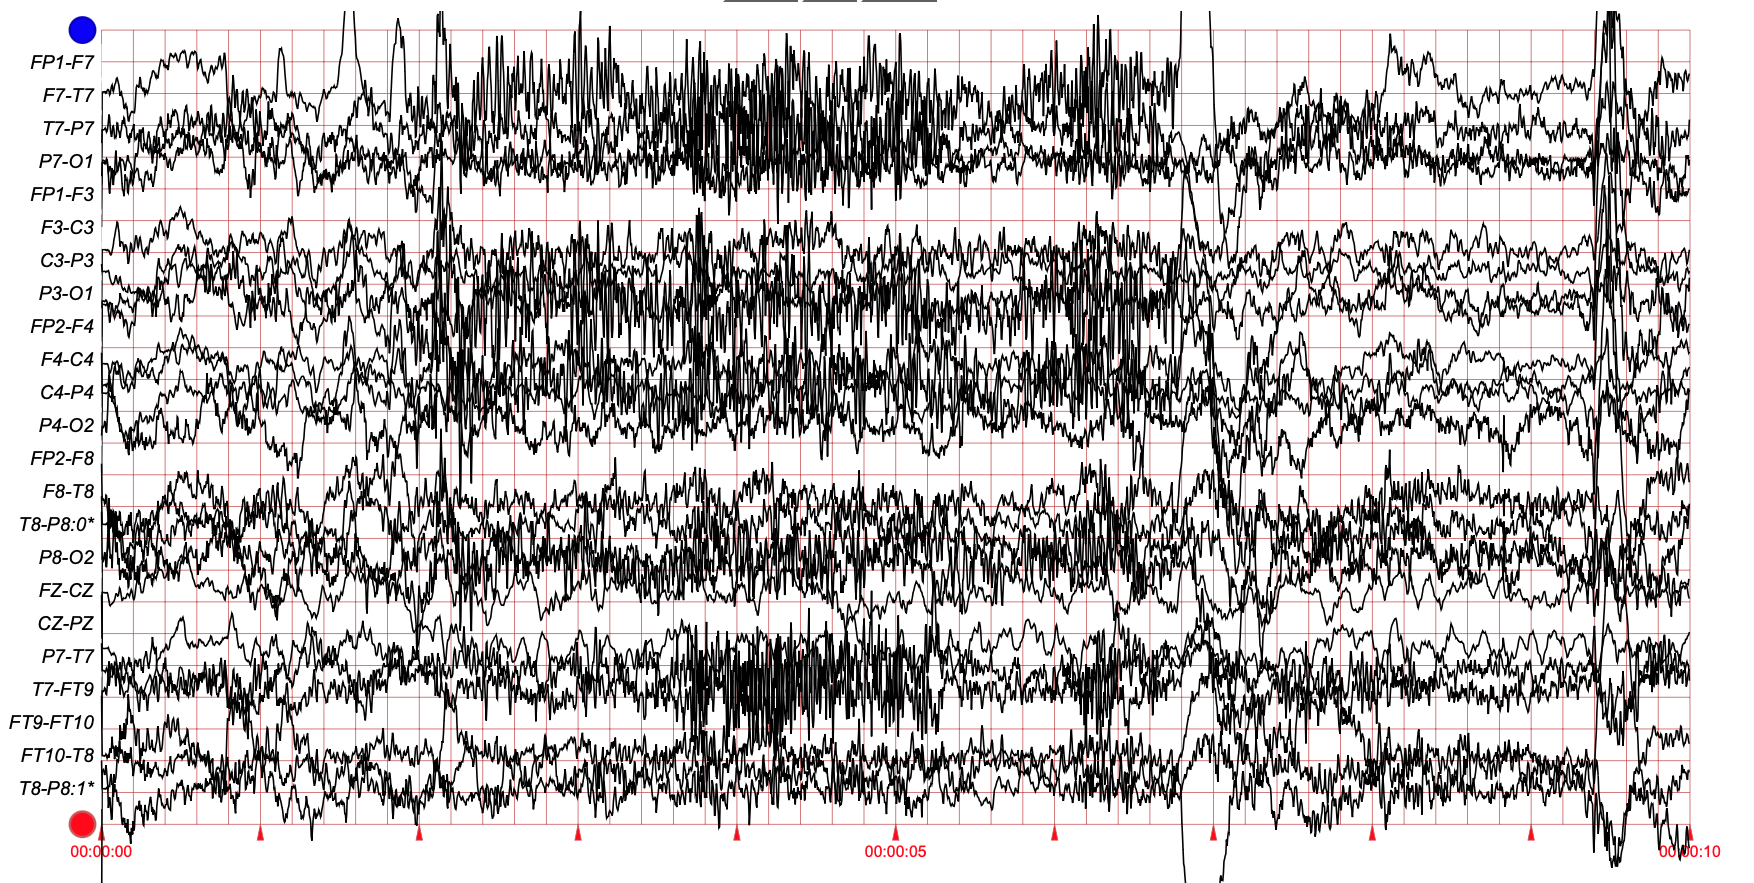 FP1-F7
F7-T7
T7-P7
P7-O1
FP1-F3
F3-C3
C3-P3
P3-O1
FP2-F4
F4-C4
C4-P4
P4-O2
FP2-F8
F8-T8
T8-P8:0*
P8-O2
FZ-CZ
CZ-PZ
P7-T7
T7-FT9
FT9-FT10
FT10-T8
T8-P8:1*
00:00:00 00:00:05 00:00:10